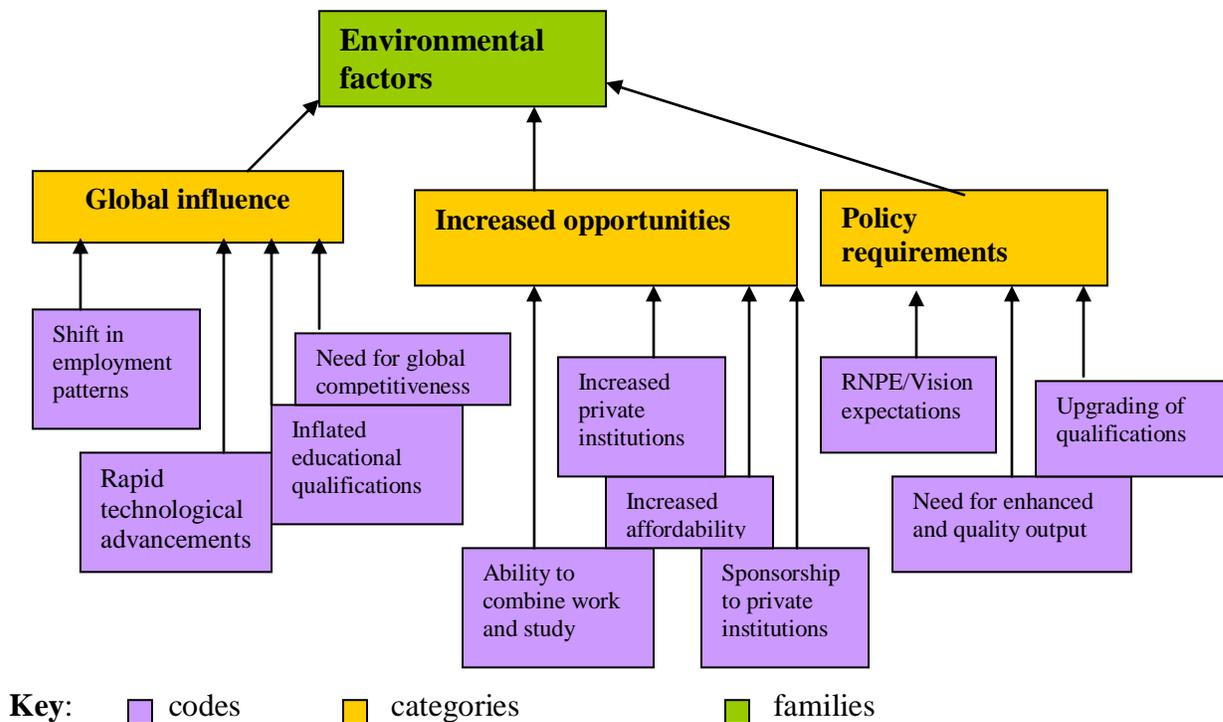 Environmental
factors
Global influence
Increased opportunities
Policy
requirements
Shift in
employment
patterns
Need for global
competitiveness
Inflated
educational
qualifications
Rapid
technological
advancements
Increased
private
institutions
Increased
affordability
Ability to
combine work
and study
Sponsorship
to private
institutions
RNPE/Vision
expectations
Upgrading of
qualifications
Need for enhanced
and quality output
Key: codes categories families